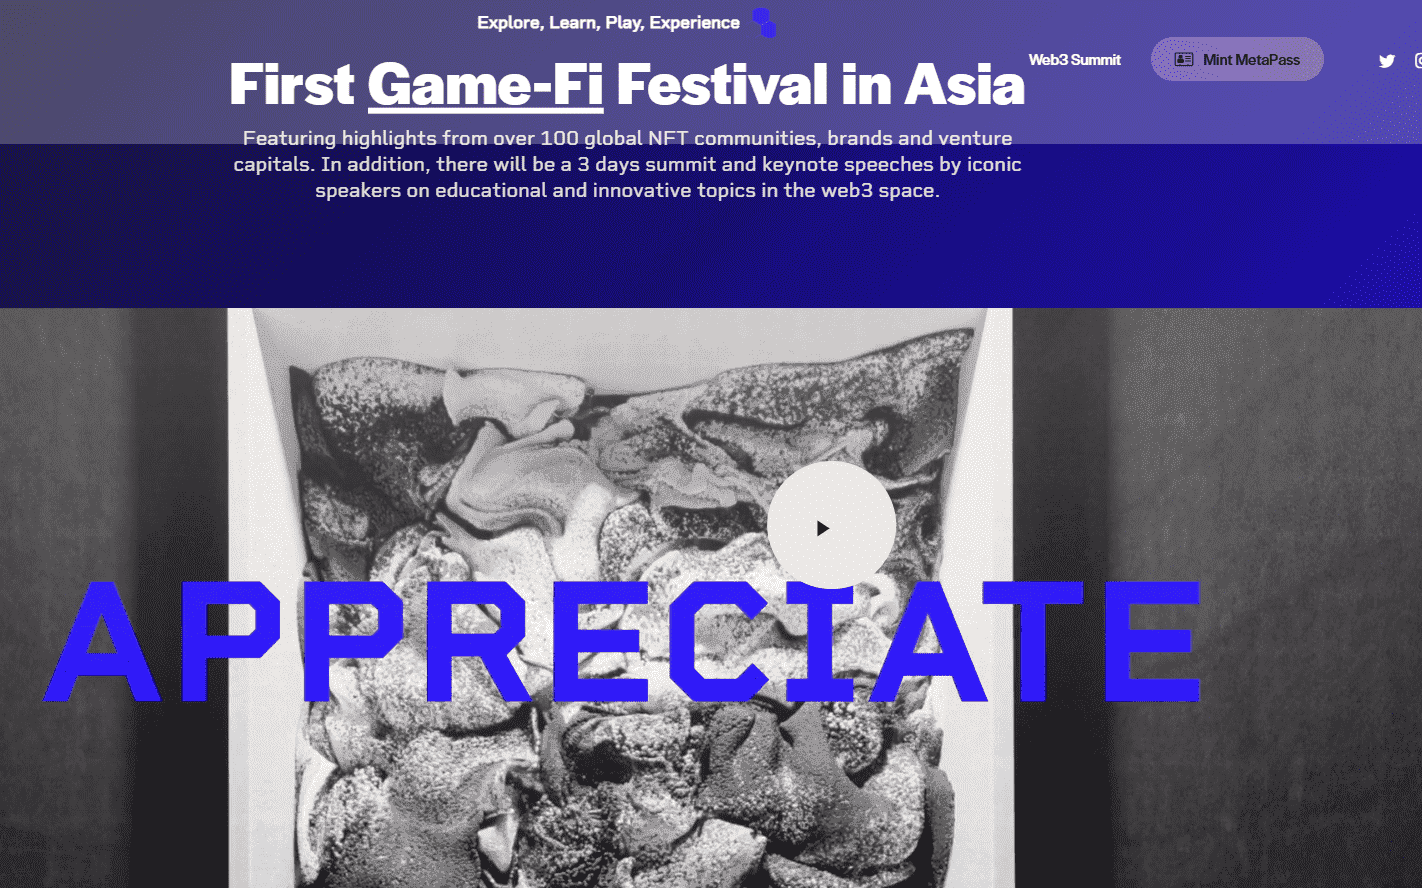 Explore, Learn, Play, Experience
Web3 Summit
Mint MetaPass
First Game-Fi Festival in Asia
Featuring highlights from over 100 global NFT communities, brands and venture
capitals. In addition, there will be a 3 days summit and keynote speeches by iconic
speakers on educational and innovative topics in the web3 space.
APPRECIATE